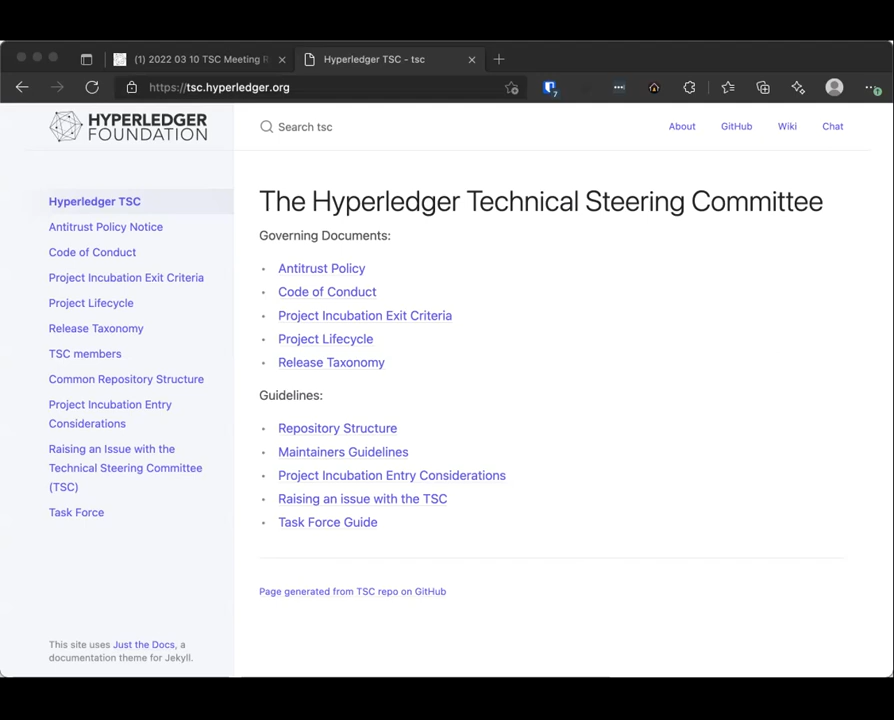 (1) 2022 03 10 TSC Meeting R
Hyperledger TSC - tsc
https://tsc.hyperledger.org
7
1
HYPERLEDGER
FOUNDATION
Search tsc
About
GitHub
Wiki
Chat
Hyperledger TSC
Antitrust Policy Notice
Code of Conduct
Project Incubation Exit Criteria
Project Lifecycle
Release Taxonomy
TSC members
Common Repository Structure
Project Incubation Entry
Considerations
Raising an Issue with the
Technical Steering Committee
(TSC)
Task Force
This site uses Just the Docs, a
documentation theme for Jekyll.
The Hyperledger Technical Steering Committee
Governing Documents:
Antitrust Policy
Code of Conduct
Project Incubation Exit Criteria
Project Lifecycle
Release Taxonomy
Guidelines:
Repository Structure
Maintainers Guidelines
Project Incubation Entry Considerations
Raising an issue with the TSC
Task Force Guide
Page generated from TSC repo on GitHub